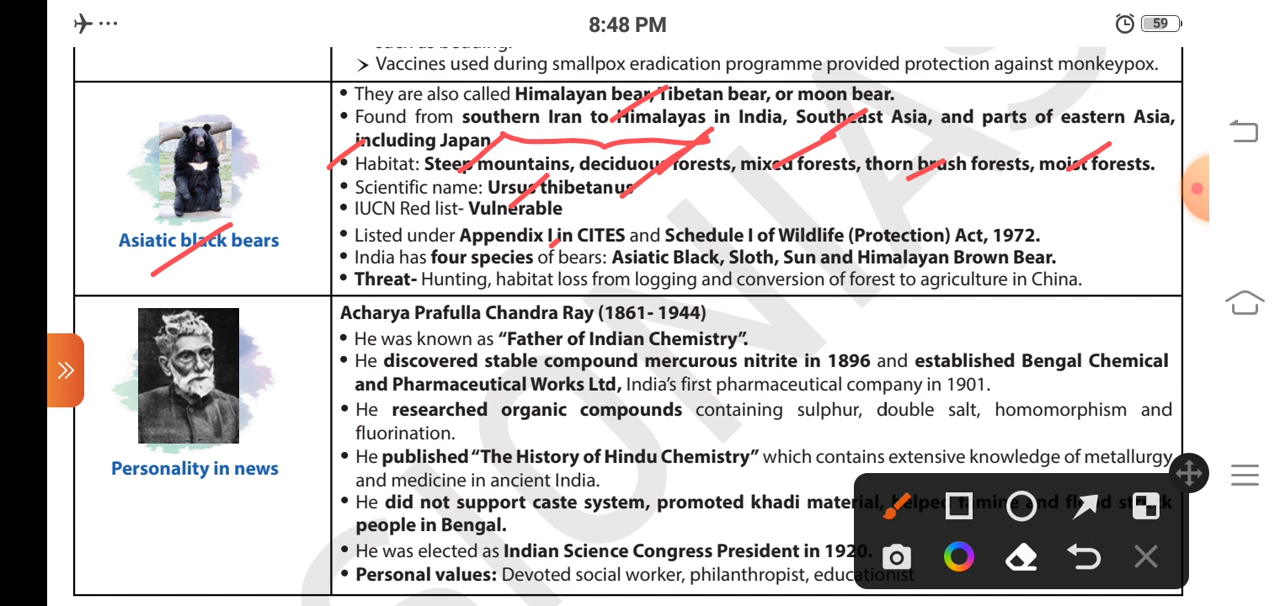 8:48 PM
59
➢ Vaccines used during smallpox eradication programme provided protection against monkeypox.
• They are also called Himalayan bear, Tibetan bear, or moon bear.
• Found from southern Iran to Himalayas in India, Southeast Asia, and parts of eastern Asia,
including Japan
• Habitat: Steep mountains, deciduous forests, mixed forests, thorn brush forests, moist forests.
• Scientific name: Ursus thibetanus
• IUCN Red list- Vulnerable
Asiatic black bears
• Listed under Appendix I in CITES and Schedule I of Wildlife (Protection) Act, 1972.
• India has four species of bears: Asiatic Black, Sloth, Sun and Himalayan Brown Bear.
• Threat- Hunting, habitat loss from logging and conversion of forest to agriculture in China.
Acharya Prafulla Chandra Ray (1861- 1944)
• He was known as “Father of Indian Chemistry”.
• He discovered stable compound mercurous nitrite in 1896 and established Bengal Chemical
and Pharmaceutical Works Ltd, India’s first pharmaceutical company in 1901.
• He researched organic compounds containing sulphur, double salt, homomorphism and
fluorination.
• He published “The History of Hindu Chemistry” which contains extensive knowledge of metallurgy
and medicine in ancient India.
Personality in news
• He did not support caste system, promoted khadi material, helped famine and flood struck
people in Bengal.
• He was elected as Indian Science Congress President in 1920.
• Personal values: Devoted social worker, philanthropist, educationist